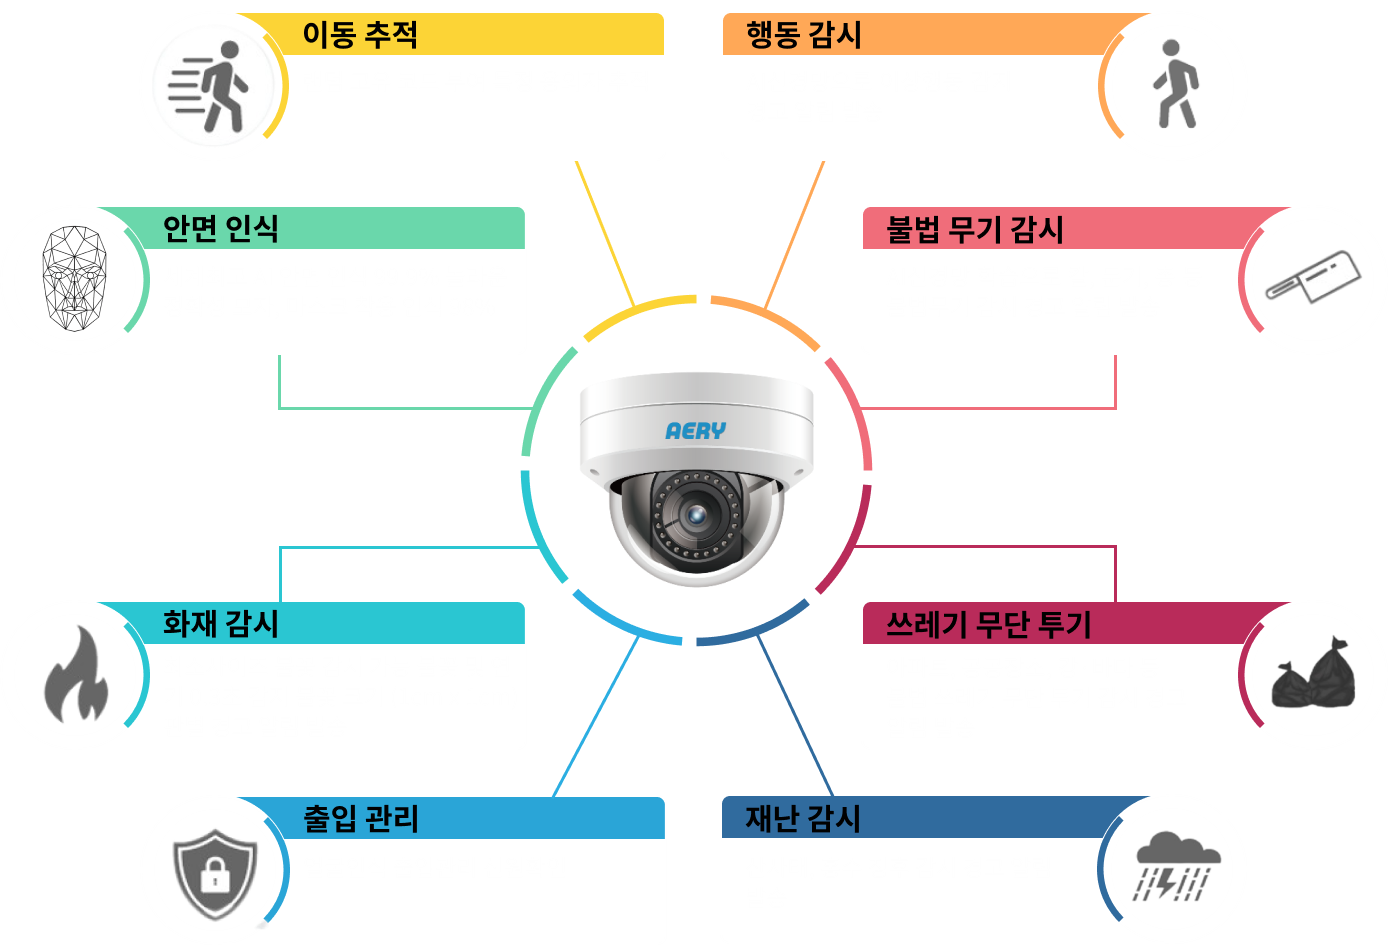 이동 추적
행동 감시
안면 인식
불법 무기 감시
AERY
화재 감시
쓰레기 무단 투기
출입 관리
재난 감시